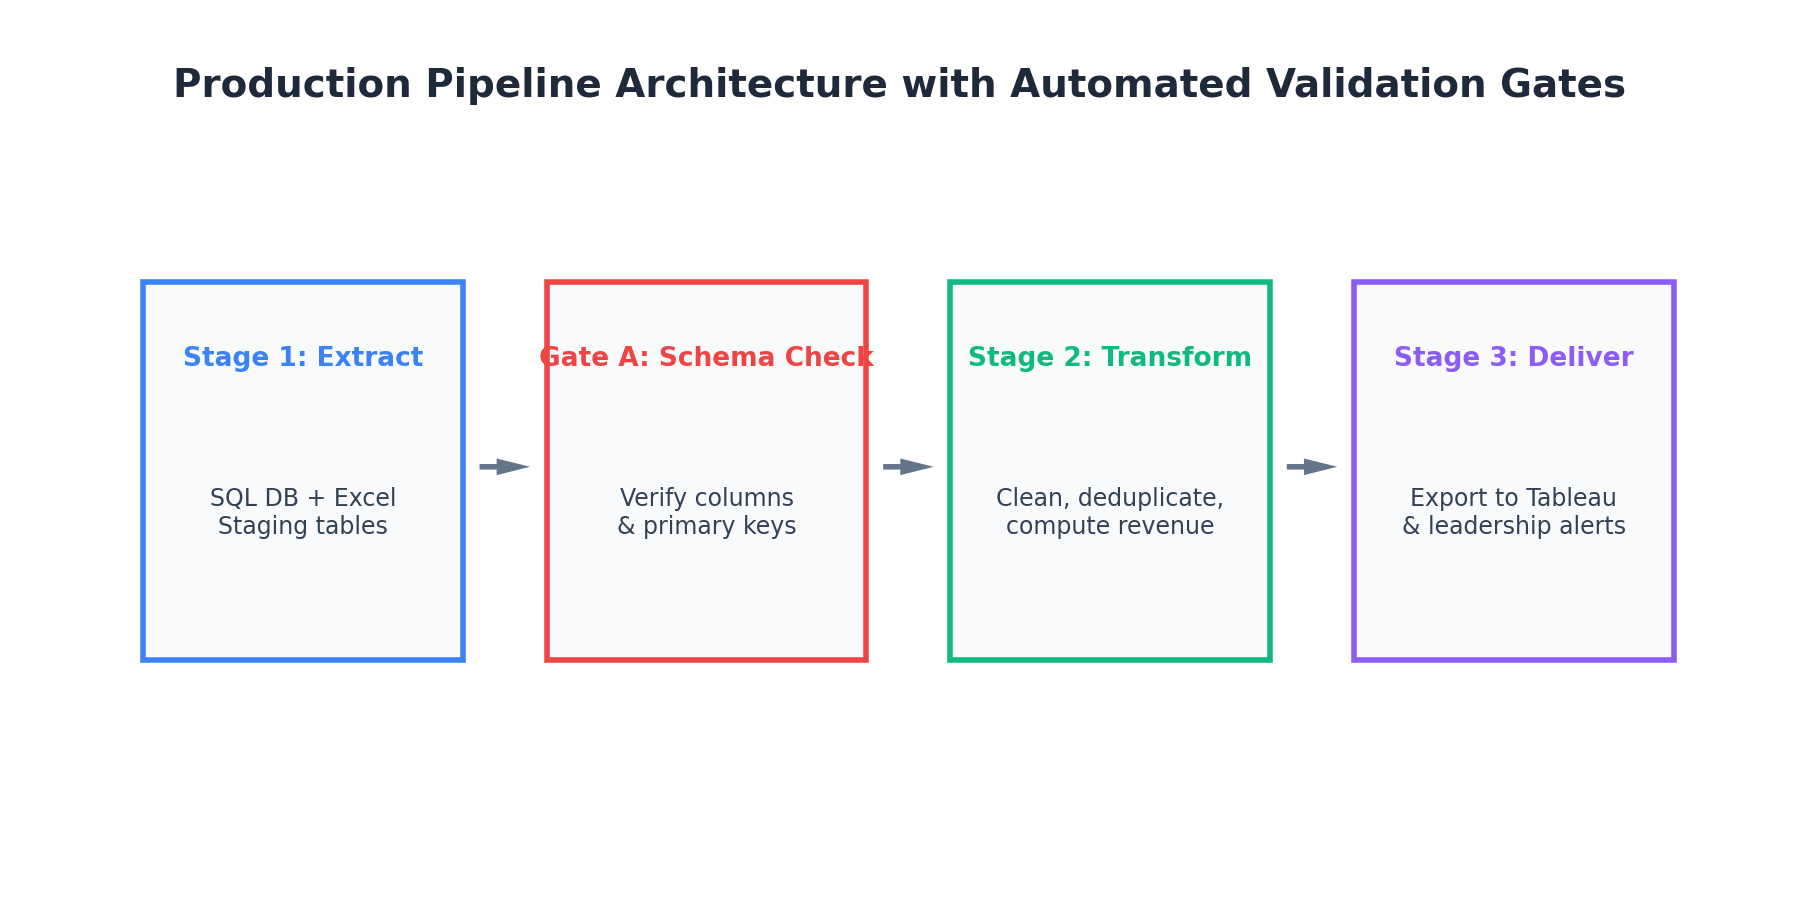 Production Pipeline Architecture with Automated Validation Gates
Stage 1: Extract
SQL DB + Excel
Staging tables
Gate A: Schema Check
Verify columns
& primary keys
Stage 2: Transform
Clean, deduplicate,
compute revenue
Stage 3: Deliver
Export to Tableau
& leadership alerts